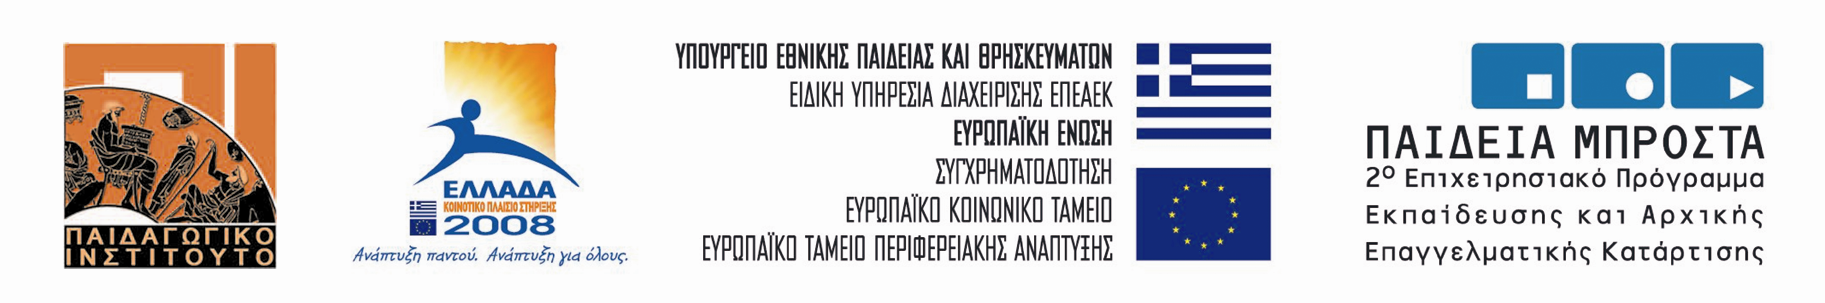 ΠΑΙΔΑΓΩΓΙΚΟ
ΙΝΣΤΙΤΟΥΤΟ
ΕΛΛΑΔΑ
ΚΟΙΝΟΤΙΚΟ ΠΛΑΙΣΙΟ ΣΤΗΡΙΞΗΣ
2008
Ανάπτυξη παντού. Ανάπτυξη για όλους.
ΥΠΟΥΡΓΕΙΟ ΕΘΝΙΚΗΣ ΠΑΙΔΕΙΑΣ ΚΑΙ ΘΡΗΣΚΕΥΜΑΤΩΝ
ΕΙΔΙΚΗ ΥΠΗΡΕΣΙΑ ΔΙΑΧΕΙΡΙΣΗΣ ΕΠΕΑΕΚ
ΕΥΡΩΠΑΪΚΗ ΕΝΩΣΗ
ΣΥΓΧΡΗΜΑΤΟΔΟΤΗΣΗ
ΕΥΡΩΠΑΪΚΟ ΚΟΙΝΩΝΙΚΟ ΤΑΜΕΙΟ
ΕΥΡΩΠΑΪΚΟ ΤΑΜΕΙΟ ΠΕΡΙΦΕΡΕΙΑΚΗΣ ΑΝΑΠΤΥΞΗΣ
ΠΑΙΔΕΙΑ ΜΠΡΟΣΤΑ
2º Επιχειρησιακό Πρόγραμμα
Εκπαίδευσης και Αρχικής
Επαγγελματικής Κατάρτισης